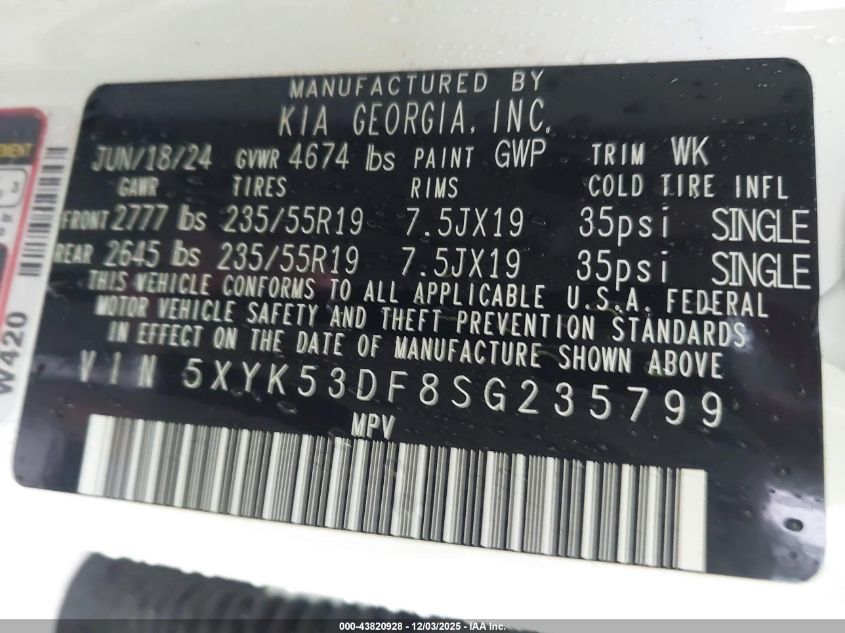 MANUFACTURED BY
KIA GEORGIA, INC.
JUN/18/24 GVWR 4674 lbs PAINT GWP TRIM WK
GAWR TIRES RIMS COLD TIRE INFL
FRONT 2777 lbs 235/55R19 7.5JX19 35psi SINGLE
REAR 2645 lbs 235/55R19 7.5JX19 35psi SINGLE
THIS VEHICLE CONFORMS TO ALL APPLICABLE U.S.A. FEDERAL
MOTOR VEHICLE SAFETY AND THEFT PREVENTION STANDARDS
IN EFFECT ON THE DATE OF MANUFACTURE SHOWN ABOVE
VIN 5XYK53DF8SG235799
MPV
W420
000-43820928 - 12/03/2025 - IAA Inc.